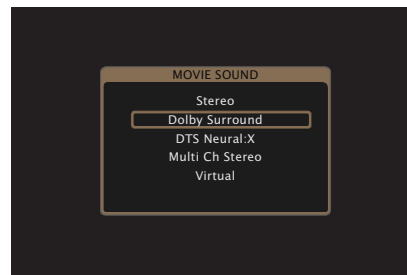 MOVIE SOUND
Stereo
Dolby Surround
DTS Neural:X
Multi Ch Stereo
Virtual